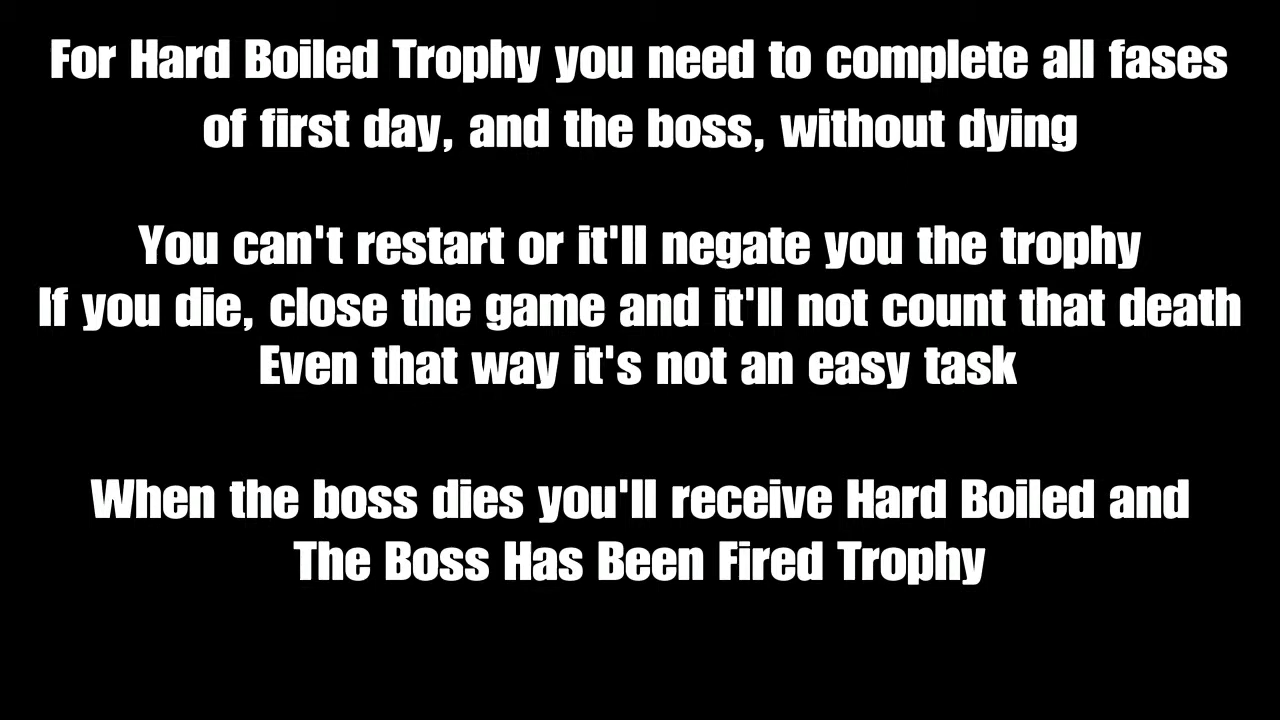 For Hard Boiled Trophy you need to complete all fases
of first day, and the boss, without dying
You can't restart or it'll negate you the trophy
If you die, close the game and it'll not count that death
Even that way it's not an easy task
When the boss dies you'll receive Hard Boiled and
The Boss Has Been Fired Trophy